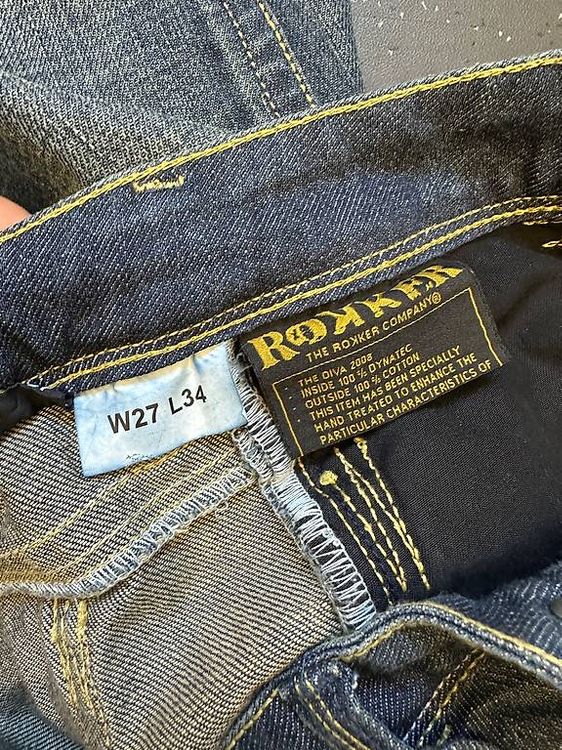 W27 L34
ROKKER
THE ROKKER COMPANY®
THE DIVA 2008
INSIDE 100% DYNATEC
OUTSIDE 100% COTTON
THIS ITEM HAS BEEN SPECIALLY
HAND TREATED TO ENHANCE THE
PARTICULAR CHARACTERISTICS OF